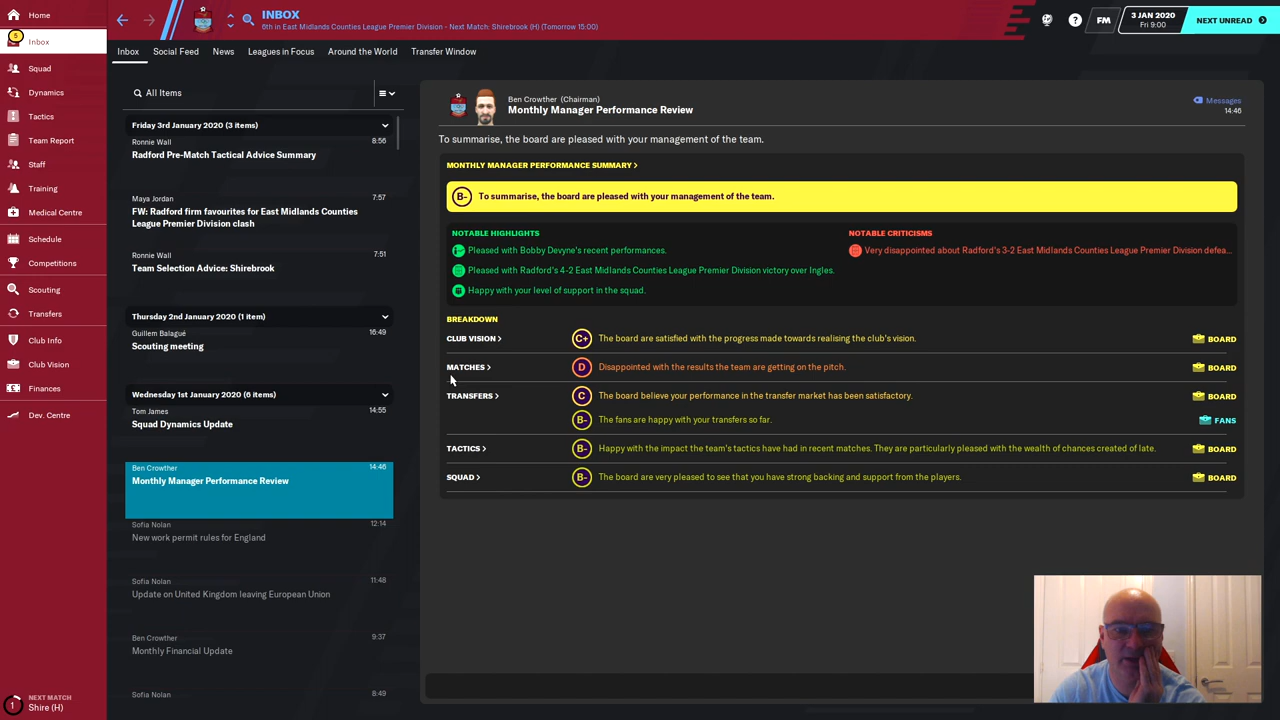 Home
INBOX
6th in East Midlands Counties League Premier Division - Next Match: Shirebrook (H) (Tomorrow 15:00)
FM
3 JAN 2020
Fri 9:00
NEXT UNREAD
5
Inbox
Squad
Dynamics
Tactics
Team Report
Staff
Training
Medical Centre
Schedule
Competitions
Scouting
Transfers
Club Info
Club Vision
Finances
Dev. Centre
1
NEXT MATCH
Shire (H)
Inbox
Social Feed
News
Leagues in Focus
Around the World
Transfer Window
All Items
Friday 3rd January 2020 (3 items)
Ronnie Wall 8:56
Radford Pre-Match Tactical Advice Summary
Maya Jordan 7:57
FW: Radford firm favourites for East Midlands Counties
League Premier Division clash
Ronnie Wall 7:51
Team Selection Advice: Shirebrook
Thursday 2nd January 2020 (1 item)
Guillem Balagué 16:49
Scouting meeting
Wednesday 1st January 2020 (6 items)
Tom James 14:55
Squad Dynamics Update
Ben Crowther 14:46
Monthly Manager Performance Review
Sofia Nolan 12:14
New work permit rules for England
Sofia Nolan 11:48
Update on United Kingdom leaving European Union
Ben Crowther 9:37
Monthly Financial Update
Sofia Nolan 8:49
Ben Crowther (Chairman)
Monthly Manager Performance Review
Messages
14:46
To summarise, the board are pleased with your management of the team.
MONTHLY MANAGER PERFORMANCE SUMMARY >
B- To summarise, the board are pleased with your management of the team.
NOTABLE HIGHLIGHTS
Pleased with Bobby Devyne's recent performances.
Pleased with Radford's 4-2 East Midlands Counties League Premier Division victory over Ingles.
Happy with your level of support in the squad.
NOTABLE CRITICISMS
Very disappointed about Radford's 3-2 East Midlands Counties League Premier Division defea...
BREAKDOWN
CLUB VISION > C+ The board are satisfied with the progress made towards realising the club's vision. BOARD
MATCHES > D Disappointed with the results the team are getting on the pitch. BOARD
TRANSFERS > C The board believe your performance in the transfer market has been satisfactory. BOARD
B- The fans are happy with your transfers so far. FANS
TACTICS > B- Happy with the impact the team's tactics have had in recent matches. They are particularly pleased with the wealth of chances created of late. BOARD
SQUAD > B- The board are very pleased to see that you have strong backing and support from the players. BOARD